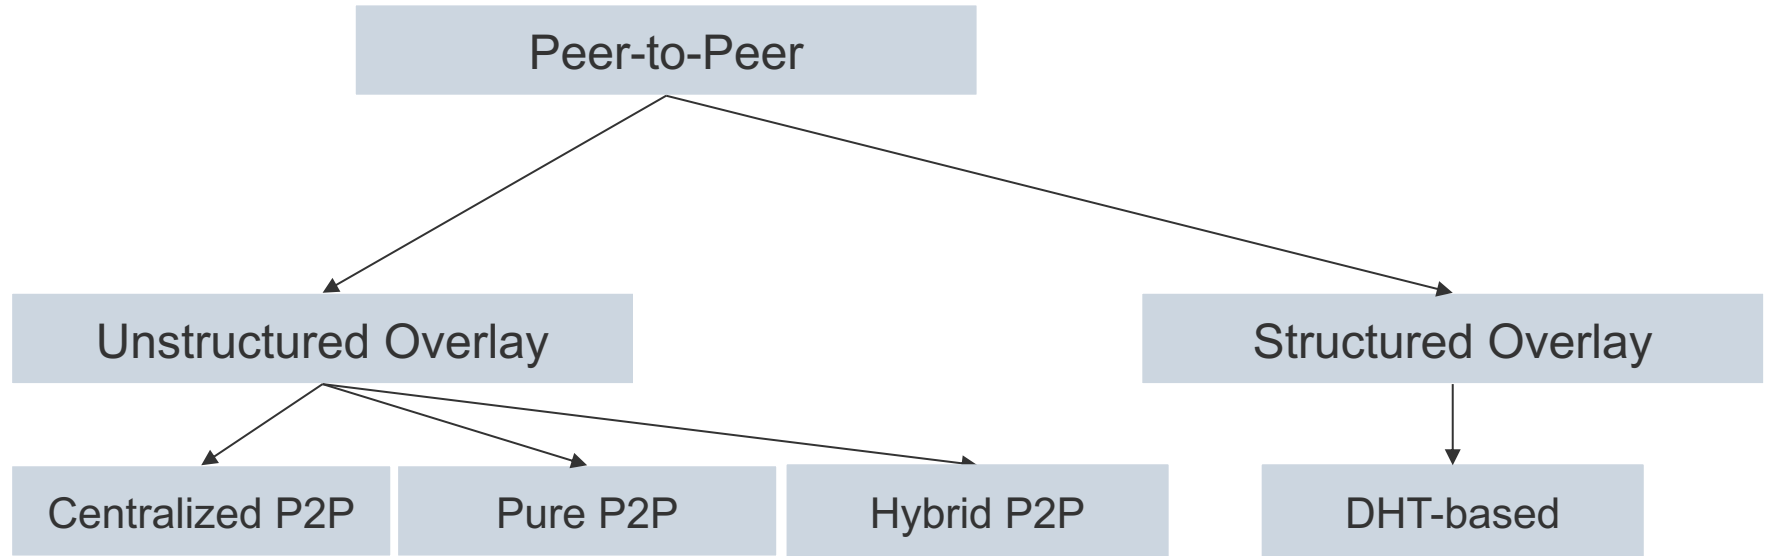 Peer-to-Peer
Unstructured Overlay
Structured Overlay
Centralized P2P
Pure P2P
Hybrid P2P
DHT-based